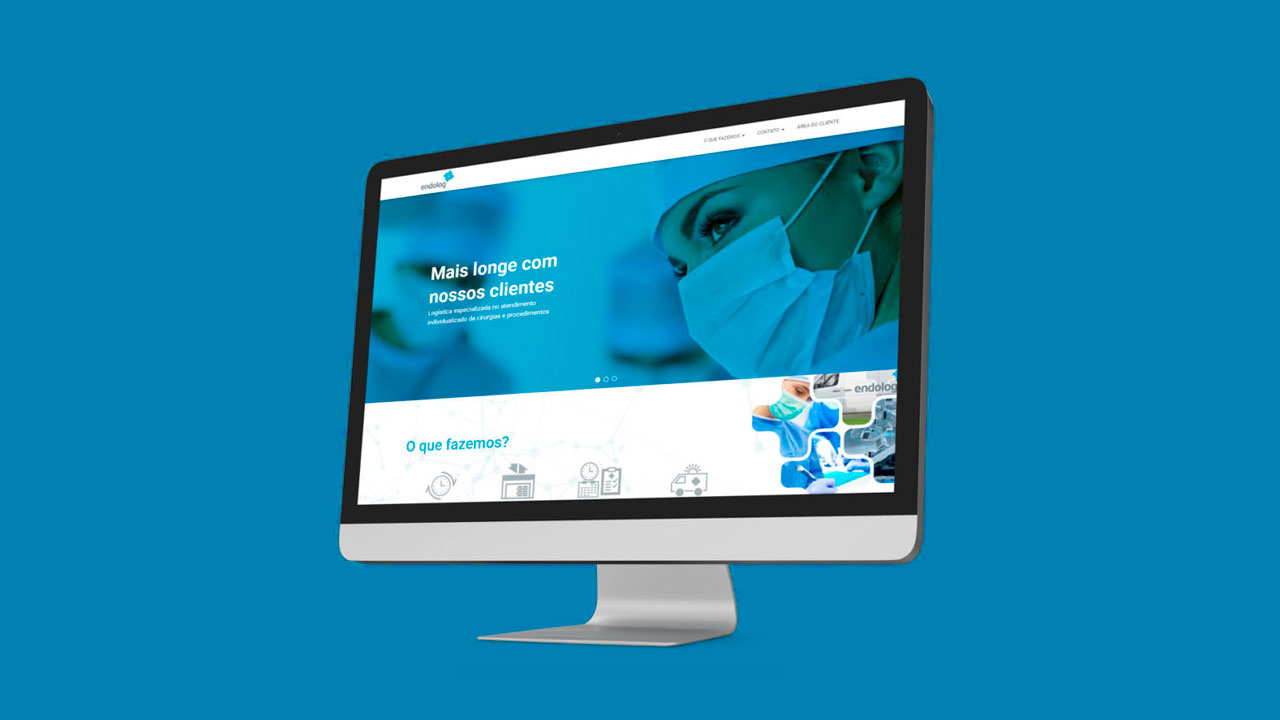 O QUE FAZEMOS
CONTATO
ÁREA DO CLIENTE
endolog
Mais longe com
nossos clientes
Logística especializada no atendimento
individualizado de cirurgias e procedimentos
endolog
O que fazemos?